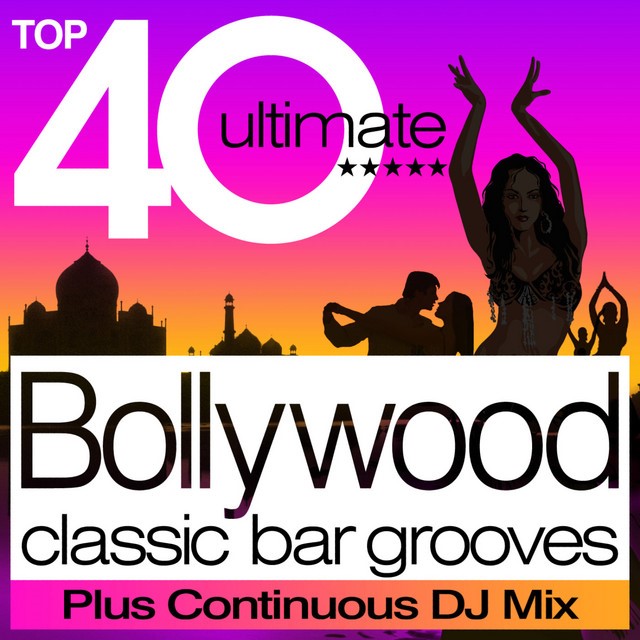 TOP
40
ultimate
★★★★★
Bollywood
classic bar grooves
Plus Continuous DJ Mix